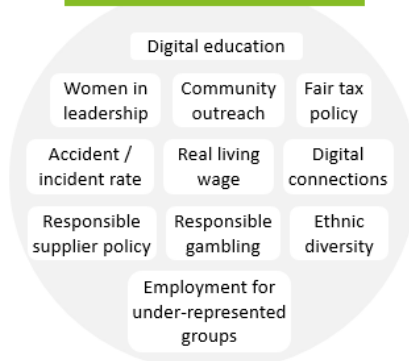 Digital education
Women in
leadership
Community
outreach
Fair tax
policy
Accident /
incident rate
Real living
wage
Digital
connections
Responsible
supplier policy
Responsible
gambling
Ethnic
diversity
Employment for
under-represented
groups